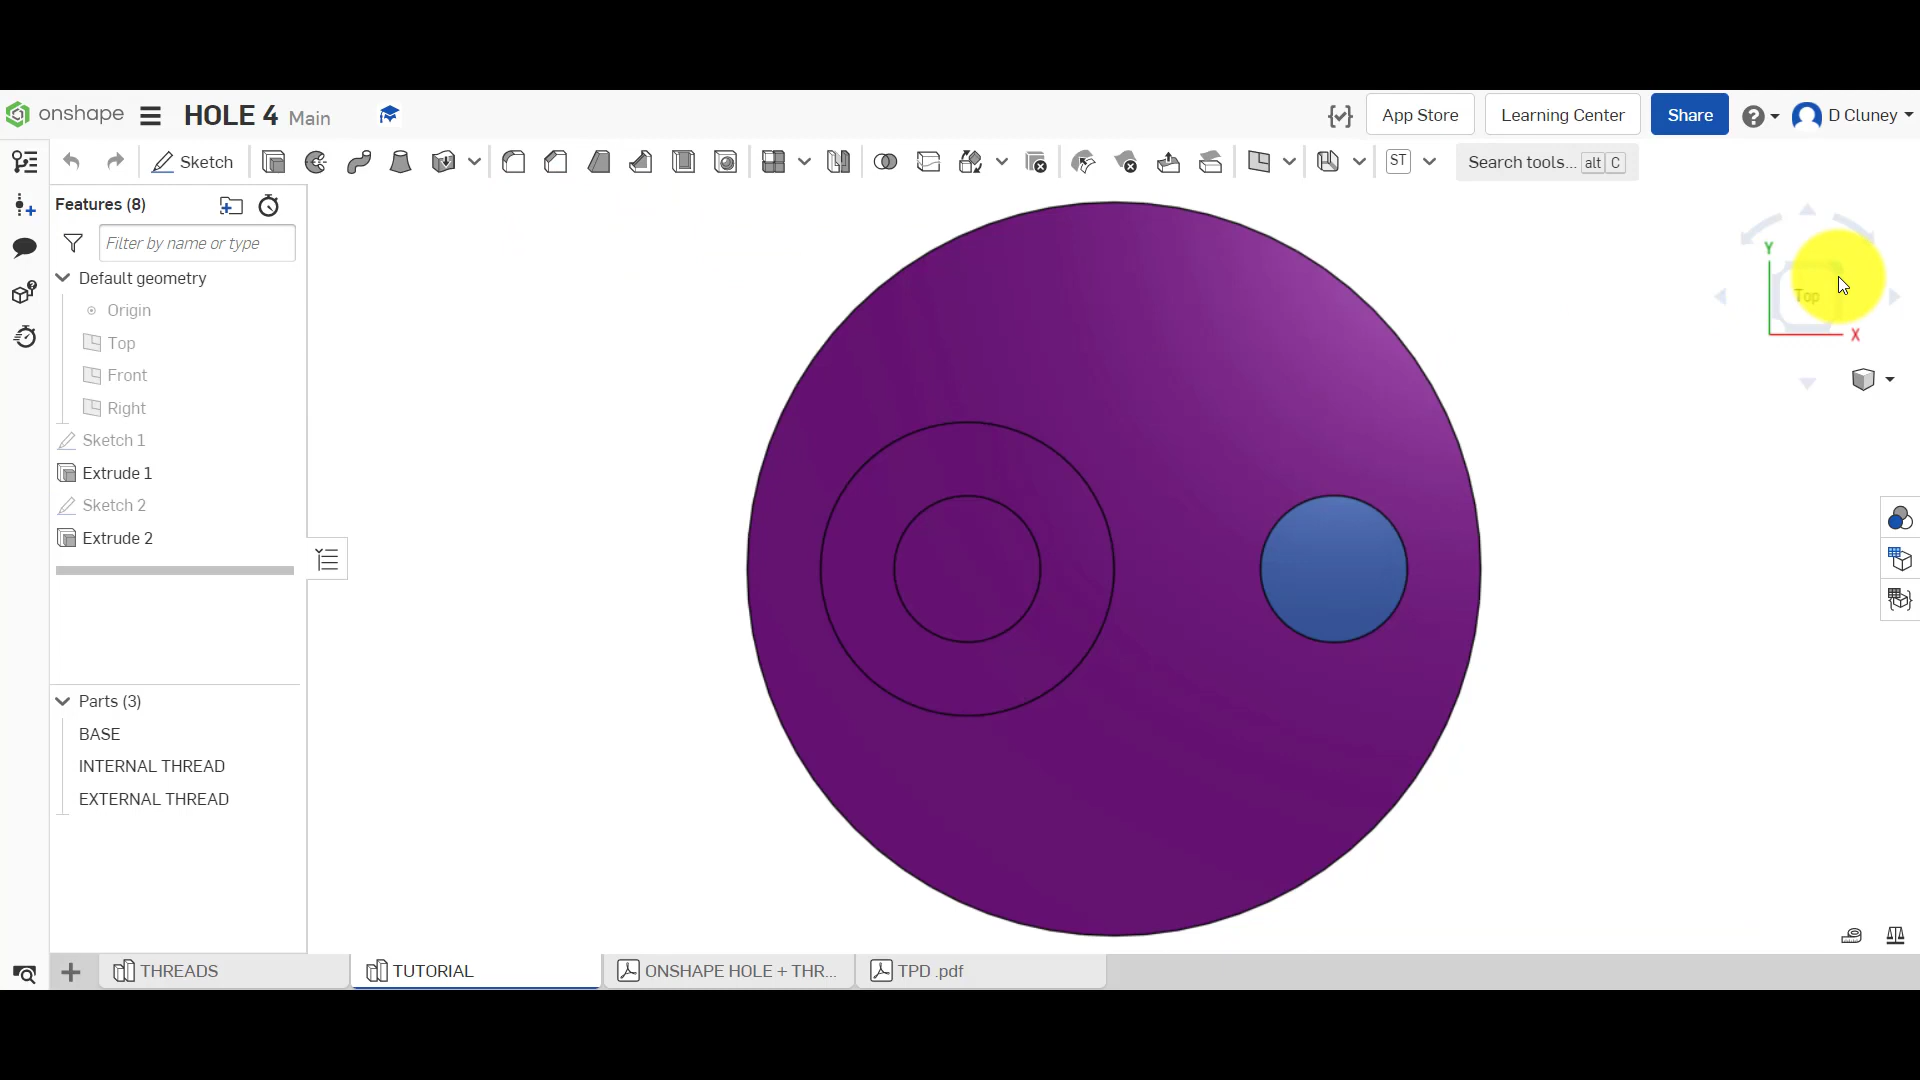 onshape HOLE 4 Main App Store Learning Center Share D Cluney
Sketch ST Search tools... alt C
Features (8)
Filter by name or type
Default geometry
Origin
Top
Front
Right
Sketch 1
Extrude 1
Sketch 2
Extrude 2
Parts (3)
BASE
INTERNAL THREAD
EXTERNAL THREAD
Y
Top
X
THREADS TUTORIAL ONSHAPE HOLE + THR... TPD .pdf